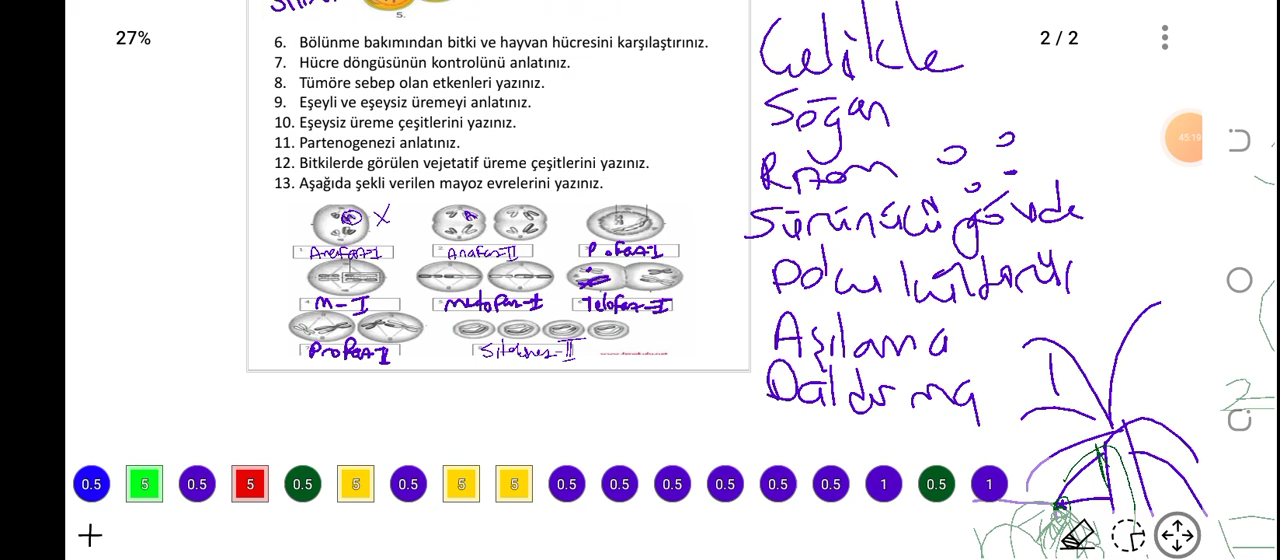 27%
2 / 2
45:19
5.
6. Bölünme bakımından bitki ve hayvan hücresini karşılaştırınız.
7. Hücre döngüsünün kontrolünü anlatınız.
8. Tümöre sebep olan etkenleri yazınız.
9. Eşeyli ve eşeysiz üremeyi anlatınız.
10. Eşeysiz üreme çeşitlerini yazınız.
11. Partenogenezi anlatınız.
12. Bitkilerde görülen vejetatif üreme çeşitlerini yazınız.
13. Aşağıda şekli verilen mayoz evrelerini yazınız.
Anafaz-I
Anafaz-II
Profaz-I
M-I
Metafaz-II
Telofaz-I
Profaz-II
Sitokinez-II
Çelikle
Soğan
Rizom
Sürünücü gövde
Doku kültürü
Aşılama
Daldırma
0.5 5 0.5 5 0.5 5 0.5 5 5 0.5 0.5 0.5 0.5 0.5 0.5 1 0.5 1